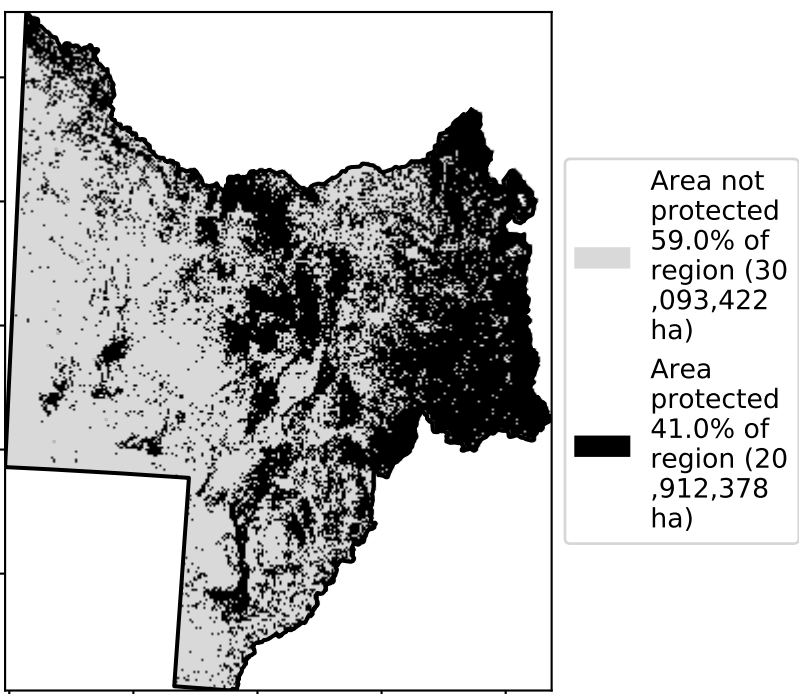 Area not
protected
59.0% of
region (30
,093,422
ha)
Area
protected
41.0% of
region (20
,912,378
ha)